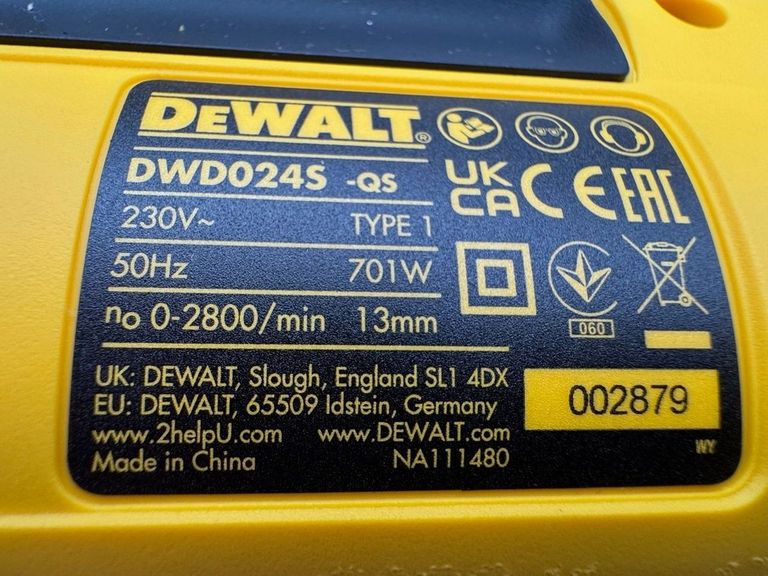 DEWALT®
DWD024S -QS
230V~ TYPE 1
50Hz 701W
no 0-2800/min 13mm
UK: DEWALT, Slough, England SL1 4DX
EU: DEWALT, 65509 Idstein, Germany
www.2helpU.com www.DEWALT.com
Made in China NA111480
UK
CA CE EAC
060
002879
WY